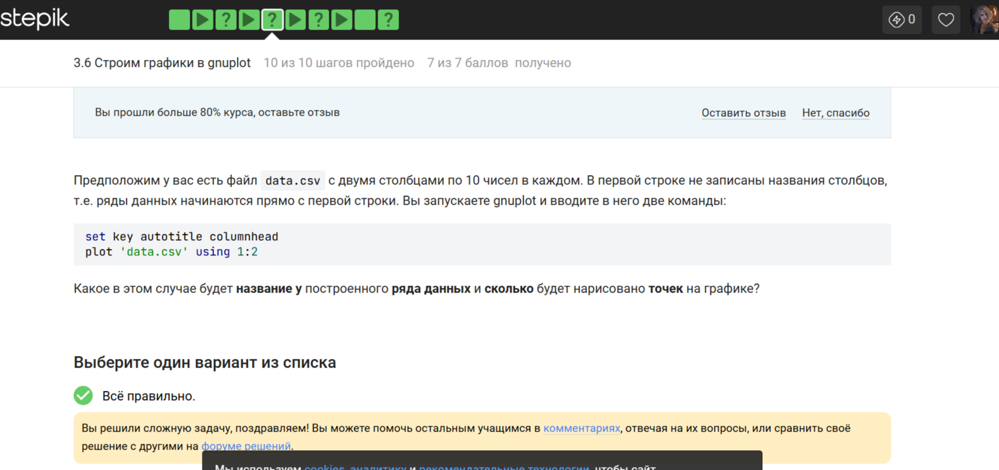 stepik
? ? ? ?
0
3.6 Строим графики в gnuplot 10 из 10 шагов пройдено 7 из 7 баллов получено
Вы прошли больше 80% курса, оставьте отзыв Оставить отзыв Нет, спасибо
Предположим у вас есть файл data.csv с двумя столбцами по 10 чисел в каждом. В первой строке не записаны названия столбцов,
т.е. ряды данных начинаются прямо с первой строки. Вы запускаете gnuplot и вводите в него две команды:
set key autotitle columnhead
plot 'data.csv' using 1:2
Какое в этом случае будет название у построенного ряда данных и сколько будет нарисовано точек на графике?
Выберите один вариант из списка
Всё правильно.
Вы решили сложную задачу, поздравляем! Вы можете помочь остальным учащимся в комментариях, отвечая на их вопросы, или сравнить своё
решение с другими на форуме решений.
Мы используем cookies, аналитику и рекомендательные технологии, чтобы сайт